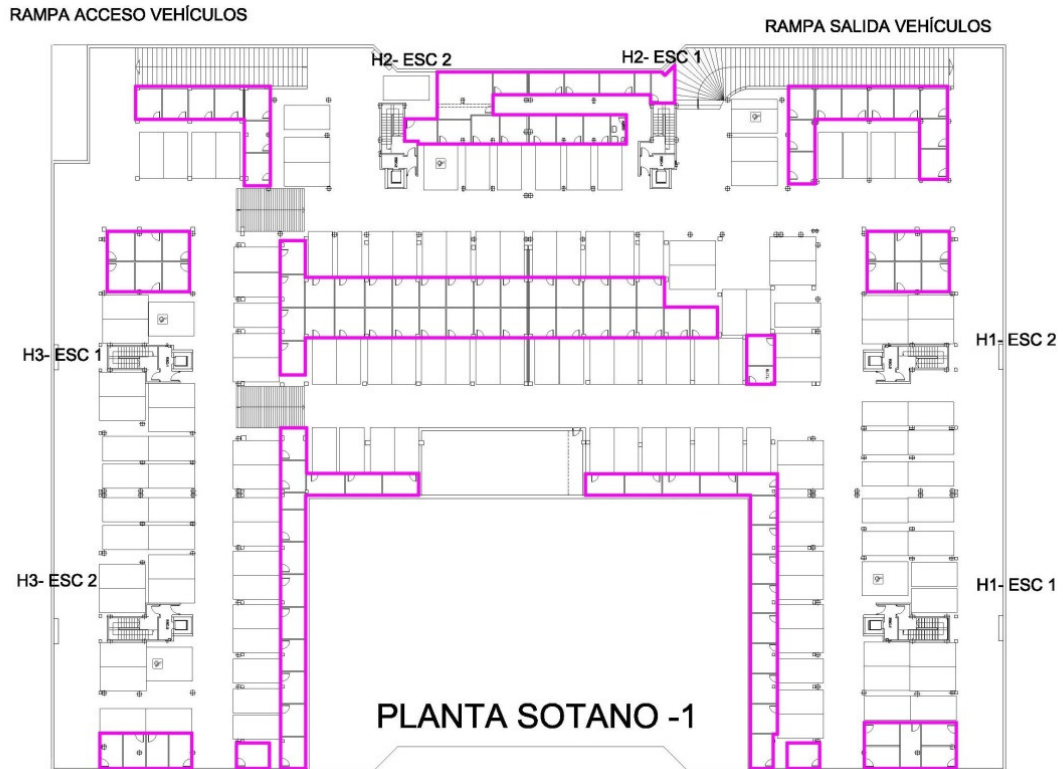 RAMPA ACCESO VEHÍCULOS
RAMPA SALIDA VEHÍCULOS
H2- ESC 2
H2- ESC 1
H3- ESC 1
H1- ESC 2
H3- ESC 2
H1- ESC 1
PLANTA SOTANO -1